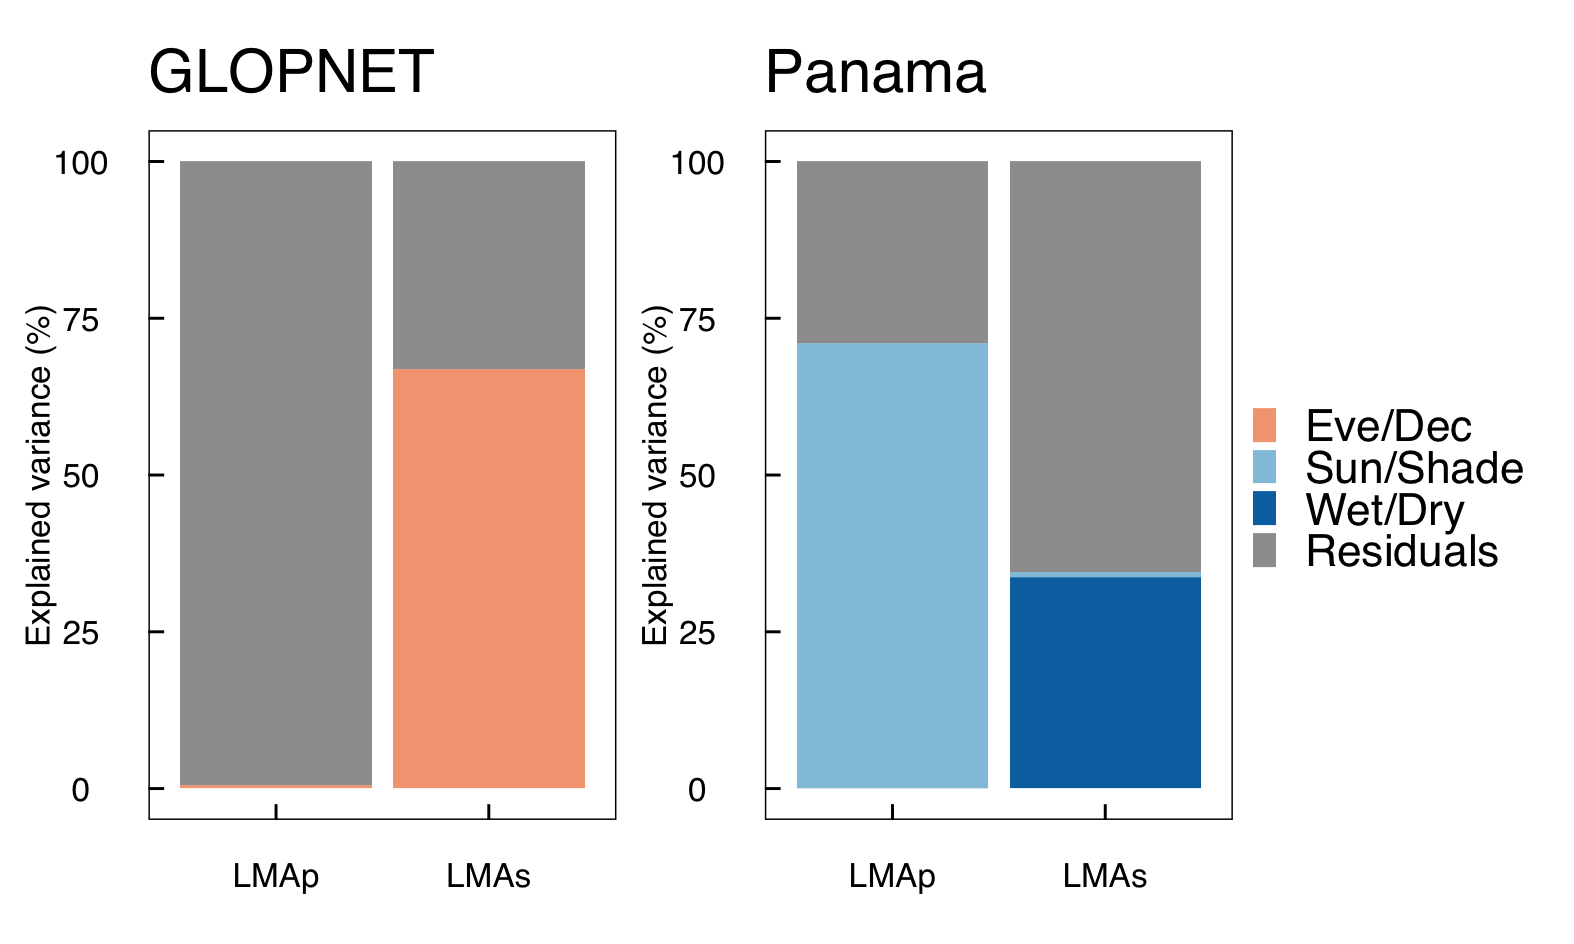 GLOPNET
Explained variance (%)
100
75
50
25
0
LMAp
LMAs
Panama
Explained variance (%)
100
75
50
25
0
LMAp
LMAs
Eve/Dec
Sun/Shade
Wet/Dry
Residuals